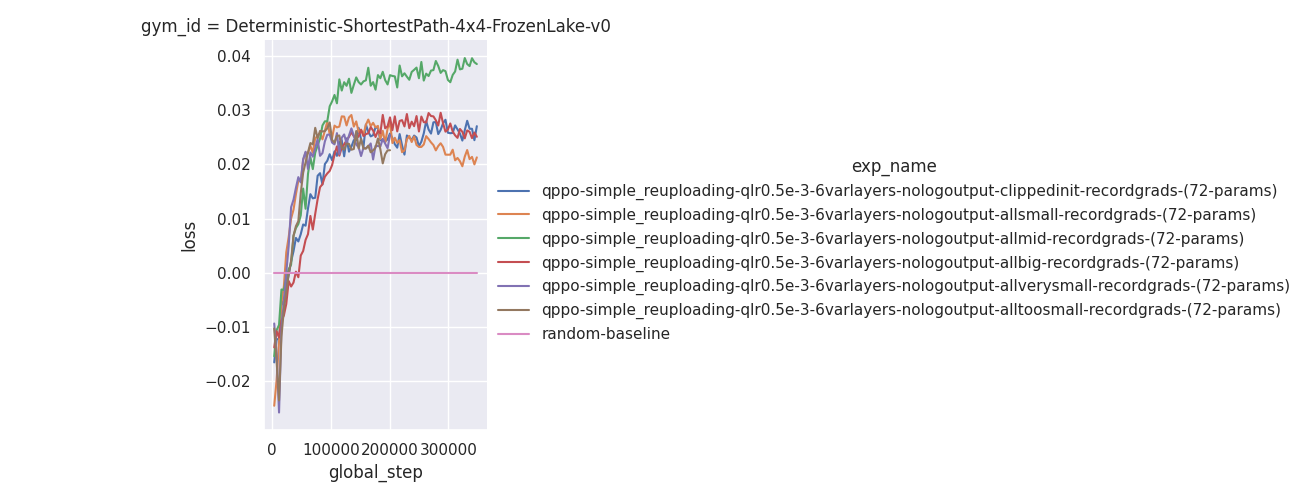 gym_id = Deterministic-ShortestPath-4x4-FrozenLake-v0
0.04
0.03
0.02
0.01
0.00
−0.01
−0.02
loss
0
100000
200000
300000
global_step
exp_name
qppo-simple_reuploading-qlr0.5e-3-6varlayers-nologoutput-clippedinit-recordgrads-(72-params)
qppo-simple_reuploading-qlr0.5e-3-6varlayers-nologoutput-allsmall-recordgrads-(72-params)
qppo-simple_reuploading-qlr0.5e-3-6varlayers-nologoutput-allmid-recordgrads-(72-params)
qppo-simple_reuploading-qlr0.5e-3-6varlayers-nologoutput-allbig-recordgrads-(72-params)
qppo-simple_reuploading-qlr0.5e-3-6varlayers-nologoutput-allverysmall-recordgrads-(72-params)
qppo-simple_reuploading-qlr0.5e-3-6varlayers-nologoutput-alltoosmall-recordgrads-(72-params)
random-baseline